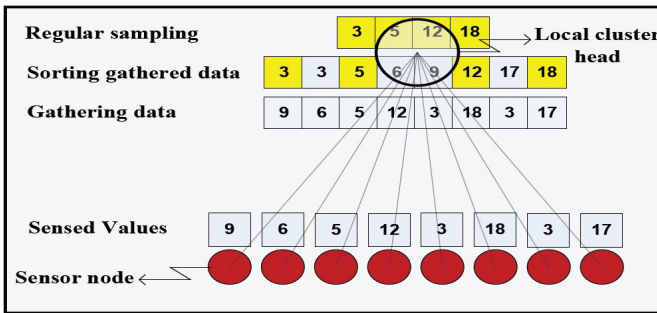 Regular sampling 3 5 12 18 Local cluster head
Sorting gathered data 3 3 5 6 9 12 17 18
Gathering data 9 6 5 12 3 18 3 17
Sensed Values 9 6 5 12 3 18 3 17
Sensor node